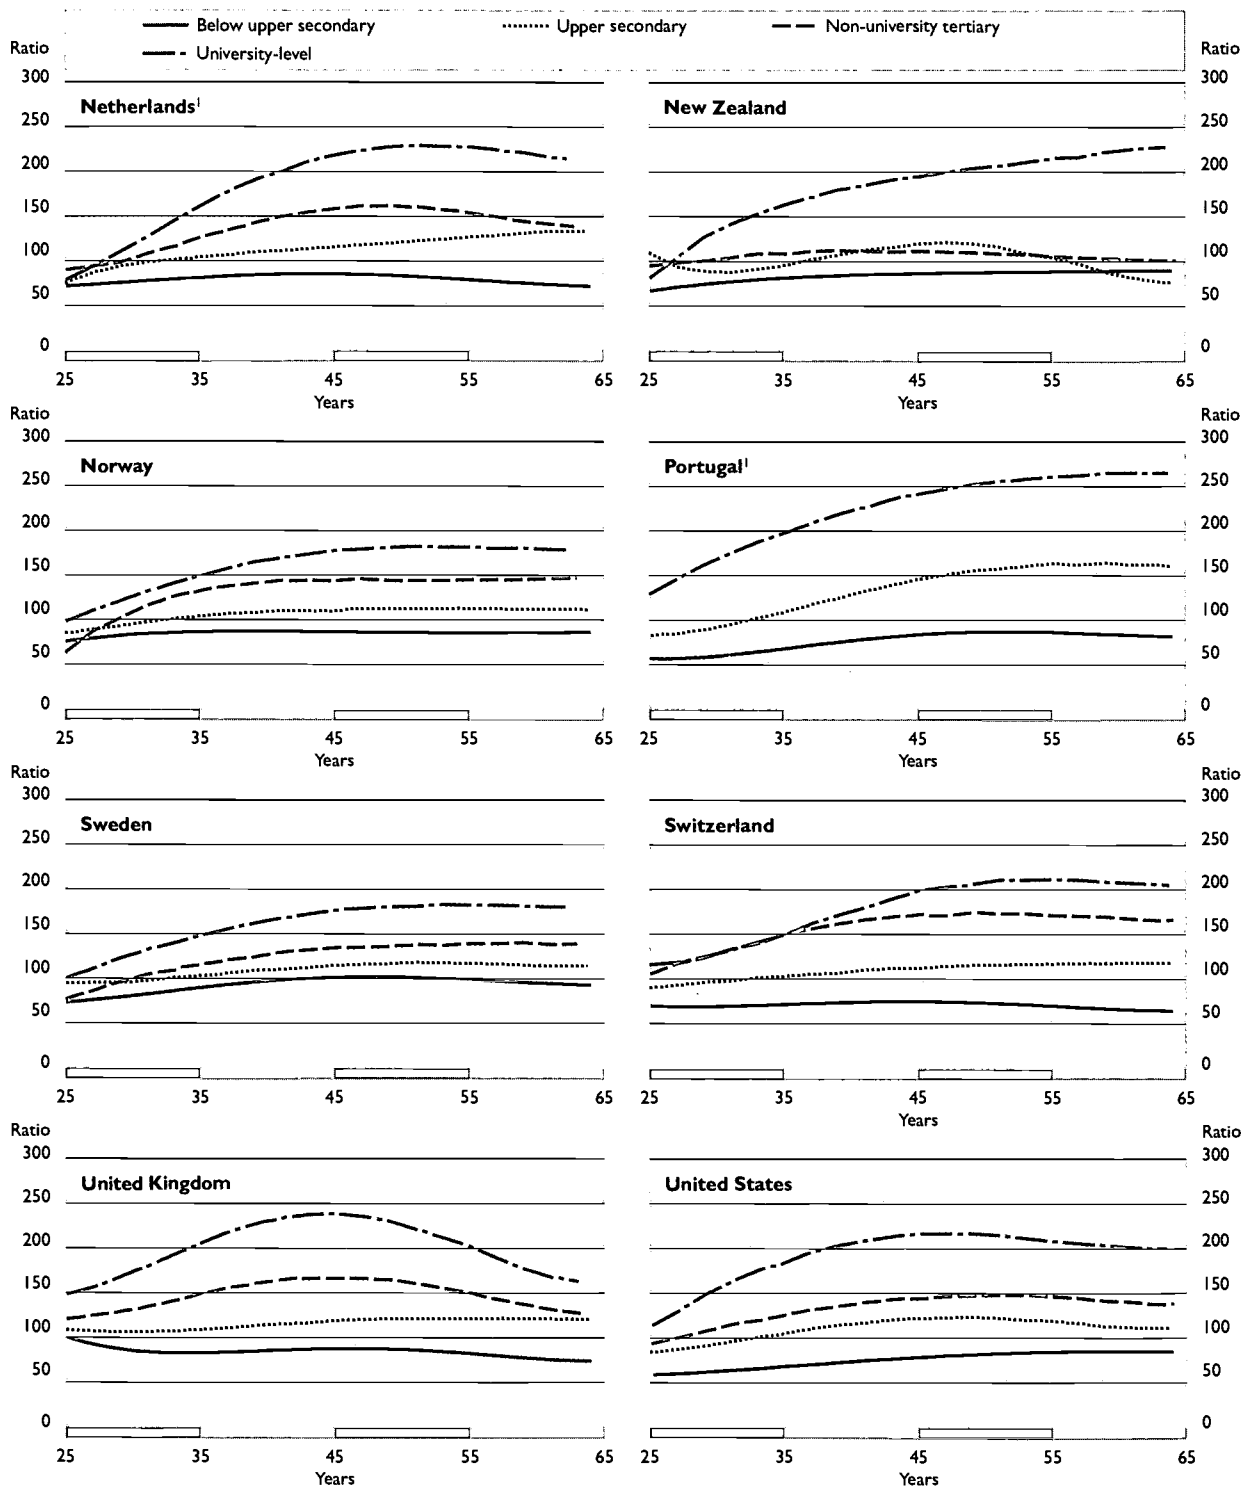 Below upper secondary Upper secondary Non-university tertiary
University-level
Ratio Ratio
300 300
Netherlands¹ New Zealand
250 250
200 200
150 150
100 100
50 50
0 0
25 35 45 55 65 25 35 45 55 65
Years Years
Ratio Ratio
300 300
Norway Portugal¹
250 250
200 200
150 150
100 100
50 50
0 0
25 35 45 55 65 25 35 45 55 65
Years Years
Ratio Ratio
300 300
Sweden Switzerland
250 250
200 200
150 150
100 100
50 50
0 0
25 35 45 55 65 25 35 45 55 65
Years Years
Ratio Ratio
300 300
United Kingdom United States
250 250
200 200
150 150
100 100
50 50
0 0
25 35 45 55 65 25 35 45 55 65
Years Years